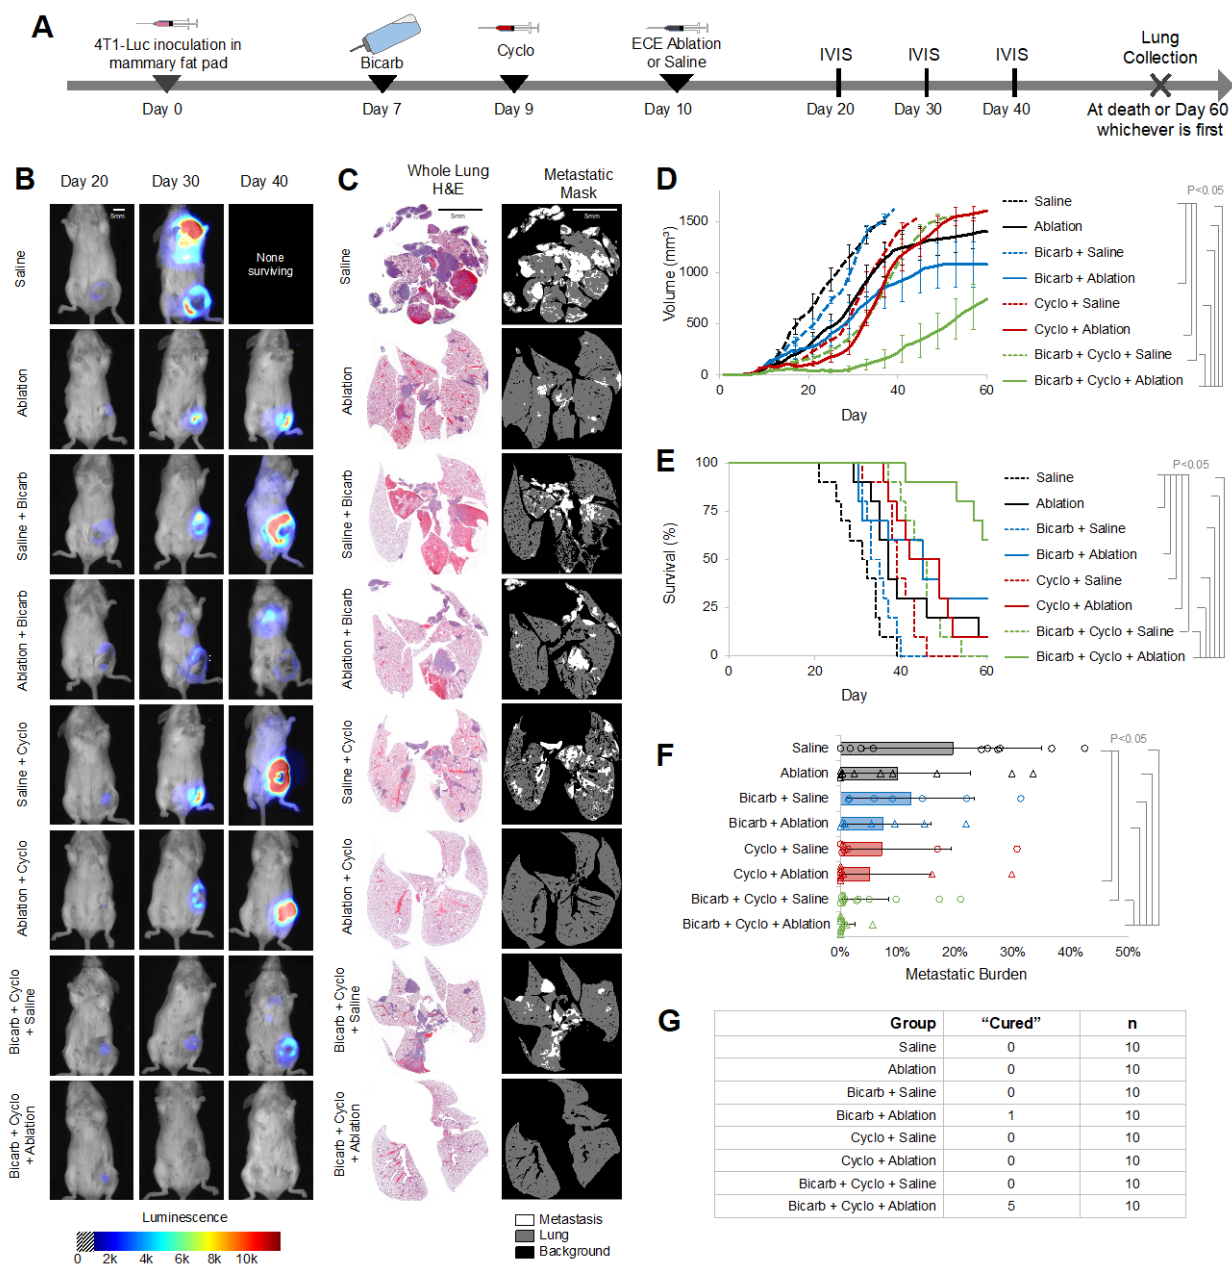 A
4T1-Luc inoculation in
mammary fat pad
Bicarb
Cyclo
ECE Ablation
or Saline
IVIS
IVIS
IVIS
Lung
Collection
Day 0
Day 7
Day 9
Day 10
Day 20
Day 30
Day 40
At death or Day 60
whichever is first
B
Day 20
Day 30
Day 40
5mm
None
surviving
Saline
Ablation
Saline + Bicarb
Ablation + Bicarb
Saline + Cyclo
Ablation + Cyclo
Bicarb + Cyclo
+ Saline
Bicarb + Cyclo
+ Ablation
Luminescence
0 2k 4k 6k 8k 10k
C
Whole Lung
H&E
Metastatic
Mask
5mm
5mm
Saline
Ablation
Saline + Bicarb
Ablation + Bicarb
Saline + Cyclo
Ablation + Cyclo
Bicarb + Cyclo
+ Saline
Bicarb + Cyclo
+ Ablation
Metastasis
Lung
Background
D
Volume (mm³)
1500
1000
500
0
0 20 40 60
Day
P<0.05
Saline
Ablation
Bicarb + Saline
Bicarb + Ablation
Cyclo + Saline
Cyclo + Ablation
Bicarb + Cyclo + Saline
Bicarb + Cyclo + Ablation
E
Survival (%)
100
75
50
25
0
0 20 40 60
Day
P<0.05
Saline
Ablation
Bicarb + Saline
Bicarb + Ablation
Cyclo + Saline
Cyclo + Ablation
Bicarb + Cyclo + Saline
Bicarb + Cyclo + Ablation
F
Saline
Ablation
Bicarb + Saline
Bicarb + Ablation
Cyclo + Saline
Cyclo + Ablation
Bicarb + Cyclo + Saline
Bicarb + Cyclo + Ablation
P<0.05
0% 10% 20% 30% 40% 50%
Metastatic Burden
G
Group "Cured" n
Saline 0 10
Ablation 0 10
Bicarb + Saline 0 10
Bicarb + Ablation 1 10
Cyclo + Saline 0 10
Cyclo + Ablation 0 10
Bicarb + Cyclo + Saline 0 10
Bicarb + Cyclo + Ablation 5 10